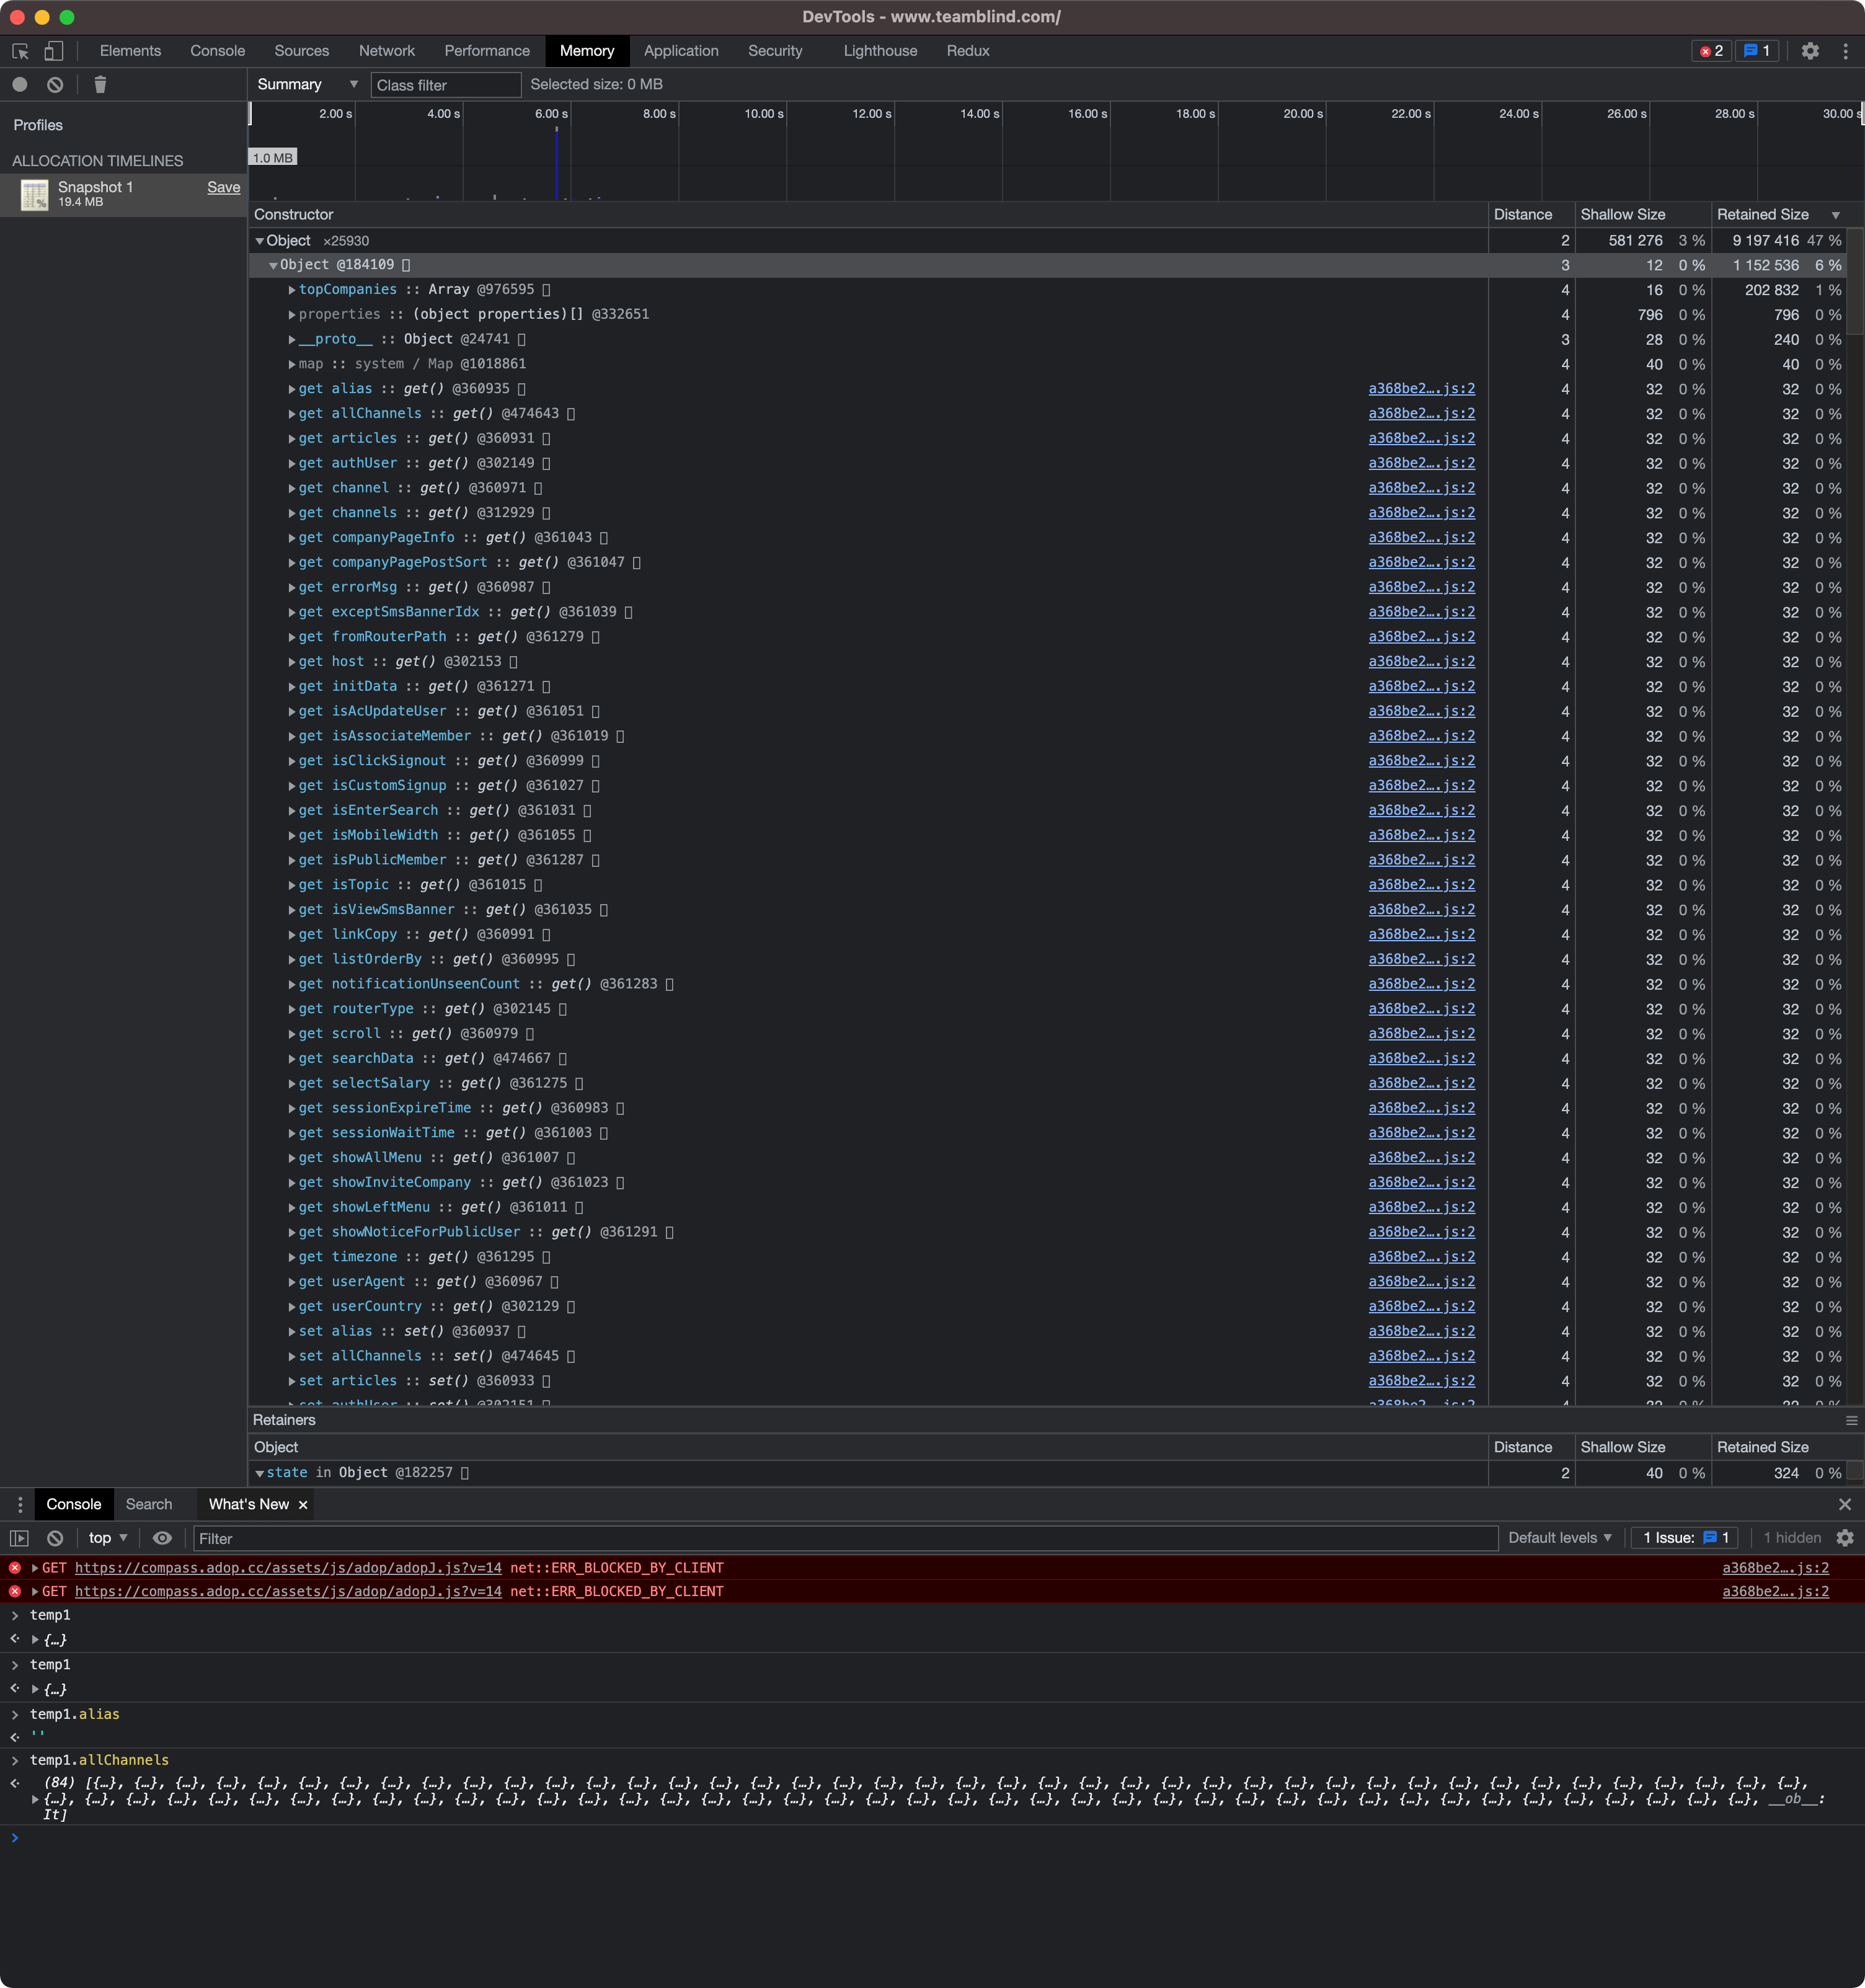 DevTools - www.teamblind.com/
Elements Console Sources Network Performance Memory Application Security Lighthouse Redux 2 1
Summary ▼ Class filter Selected size: 0 MB
Profiles
ALLOCATION TIMELINES
Snapshot 1 Save
19.4 MB
2.00 s 4.00 s 6.00 s 8.00 s 10.00 s 12.00 s 14.00 s 16.00 s 18.00 s 20.00 s 22.00 s 24.00 s 26.00 s 28.00 s 30.00 s
1.0 MB
Constructor Distance Shallow Size Retained Size ▼
▼Object ×25930 2 581 276 3 % 9 197 416 47 %
▼Object @184109 3 12 0 % 1 152 536 6 %
▶topCompanies :: Array @976595 4 16 0 % 202 832 1 %
▶properties :: (object properties)[] @332651 4 796 0 % 796 0 %
▶__proto__ :: Object @24741 3 28 0 % 240 0 %
▶map :: system / Map @1018861 4 40 0 % 40 0 %
▶get alias :: get() @360935 a368be2….js:2 4 32 0 % 32 0 %
▶get allChannels :: get() @474643 a368be2….js:2 4 32 0 % 32 0 %
▶get articles :: get() @360931 a368be2….js:2 4 32 0 % 32 0 %
▶get authUser :: get() @302149 a368be2….js:2 4 32 0 % 32 0 %
▶get channel :: get() @360971 a368be2….js:2 4 32 0 % 32 0 %
▶get channels :: get() @312929 a368be2….js:2 4 32 0 % 32 0 %
▶get companyPageInfo :: get() @361043 a368be2….js:2 4 32 0 % 32 0 %
▶get companyPagePostSort :: get() @361047 a368be2….js:2 4 32 0 % 32 0 %
▶get errorMsg :: get() @360987 a368be2….js:2 4 32 0 % 32 0 %
▶get exceptSmsBannerIdx :: get() @361039 a368be2….js:2 4 32 0 % 32 0 %
▶get fromRouterPath :: get() @361279 a368be2….js:2 4 32 0 % 32 0 %
▶get host :: get() @302153 a368be2….js:2 4 32 0 % 32 0 %
▶get initData :: get() @361271 a368be2….js:2 4 32 0 % 32 0 %
▶get isAcUpdateUser :: get() @361051 a368be2….js:2 4 32 0 % 32 0 %
▶get isAssociateMember :: get() @361019 a368be2….js:2 4 32 0 % 32 0 %
▶get isClickSignout :: get() @360999 a368be2….js:2 4 32 0 % 32 0 %
▶get isCustomSignup :: get() @361027 a368be2….js:2 4 32 0 % 32 0 %
▶get isEnterSearch :: get() @361031 a368be2….js:2 4 32 0 % 32 0 %
▶get isMobileWidth :: get() @361055 a368be2….js:2 4 32 0 % 32 0 %
▶get isPublicMember :: get() @361287 a368be2….js:2 4 32 0 % 32 0 %
▶get isTopic :: get() @361015 a368be2….js:2 4 32 0 % 32 0 %
▶get isViewSmsBanner :: get() @361035 a368be2….js:2 4 32 0 % 32 0 %
▶get linkCopy :: get() @360991 a368be2….js:2 4 32 0 % 32 0 %
▶get listOrderBy :: get() @360995 a368be2….js:2 4 32 0 % 32 0 %
▶get notificationUnseenCount :: get() @361283 a368be2….js:2 4 32 0 % 32 0 %
▶get routerType :: get() @302145 a368be2….js:2 4 32 0 % 32 0 %
▶get scroll :: get() @360979 a368be2….js:2 4 32 0 % 32 0 %
▶get searchData :: get() @474667 a368be2….js:2 4 32 0 % 32 0 %
▶get selectSalary :: get() @361275 a368be2….js:2 4 32 0 % 32 0 %
▶get sessionExpireTime :: get() @360983 a368be2….js:2 4 32 0 % 32 0 %
▶get sessionWaitTime :: get() @361003 a368be2….js:2 4 32 0 % 32 0 %
▶get showAllMenu :: get() @361007 a368be2….js:2 4 32 0 % 32 0 %
▶get showInviteCompany :: get() @361023 a368be2….js:2 4 32 0 % 32 0 %
▶get showLeftMenu :: get() @361011 a368be2….js:2 4 32 0 % 32 0 %
▶get showNoticeForPublicUser :: get() @361291 a368be2….js:2 4 32 0 % 32 0 %
▶get timezone :: get() @361295 a368be2….js:2 4 32 0 % 32 0 %
▶get userAgent :: get() @360967 a368be2….js:2 4 32 0 % 32 0 %
▶get userCountry :: get() @302129 a368be2….js:2 4 32 0 % 32 0 %
▶set alias :: set() @360937 a368be2….js:2 4 32 0 % 32 0 %
▶set allChannels :: set() @474645 a368be2….js:2 4 32 0 % 32 0 %
▶set articles :: set() @360933 a368be2….js:2 4 32 0 % 32 0 %
▶set authUser :: set() @302151 a368be2….js:2 4 32 0 % 32 0 %
Retainers
Object Distance Shallow Size Retained Size
▼state in Object @182257 2 40 0 % 324 0 %
Console Search What's New ×
top ▼ Filter Default levels ▼ 1 Issue: 1 1 hidden
▶GET https://compass.adop.cc/assets/js/adop/adopJ.js?v=14 net::ERR_BLOCKED_BY_CLIENT a368be2….js:2
▶GET https://compass.adop.cc/assets/js/adop/adopJ.js?v=14 net::ERR_BLOCKED_BY_CLIENT a368be2….js:2
> temp1
▶{…}
> temp1
▶{…}
> temp1.alias
''
> temp1.allChannels
(84) [{…}, {…}, {…}, {…}, {…}, {…}, {…}, {…}, {…}, {…}, {…}, {…}, {…}, {…}, {…}, {…}, {…}, {…}, {…}, {…}, {…}, {…}, {…}, {…}, {…}, {…}, {…}, {…}, {…}, {…}, {…}, {…}, {…}, {…}, {…}, {…}, {…}, {…}, {…}, {…}, {…}, {…},
▶{…}, {…}, {…}, {…}, {…}, {…}, {…}, {…}, {…}, {…}, {…}, {…}, {…}, {…}, {…}, {…}, {…}, {…}, {…}, {…}, {…}, {…}, {…}, {…}, {…}, {…}, {…}, {…}, {…}, {…}, {…}, {…}, {…}, {…}, {…}, {…}, {…}, {…}, {…}, {…}, {…}, {…}, __ob__:
It]
>